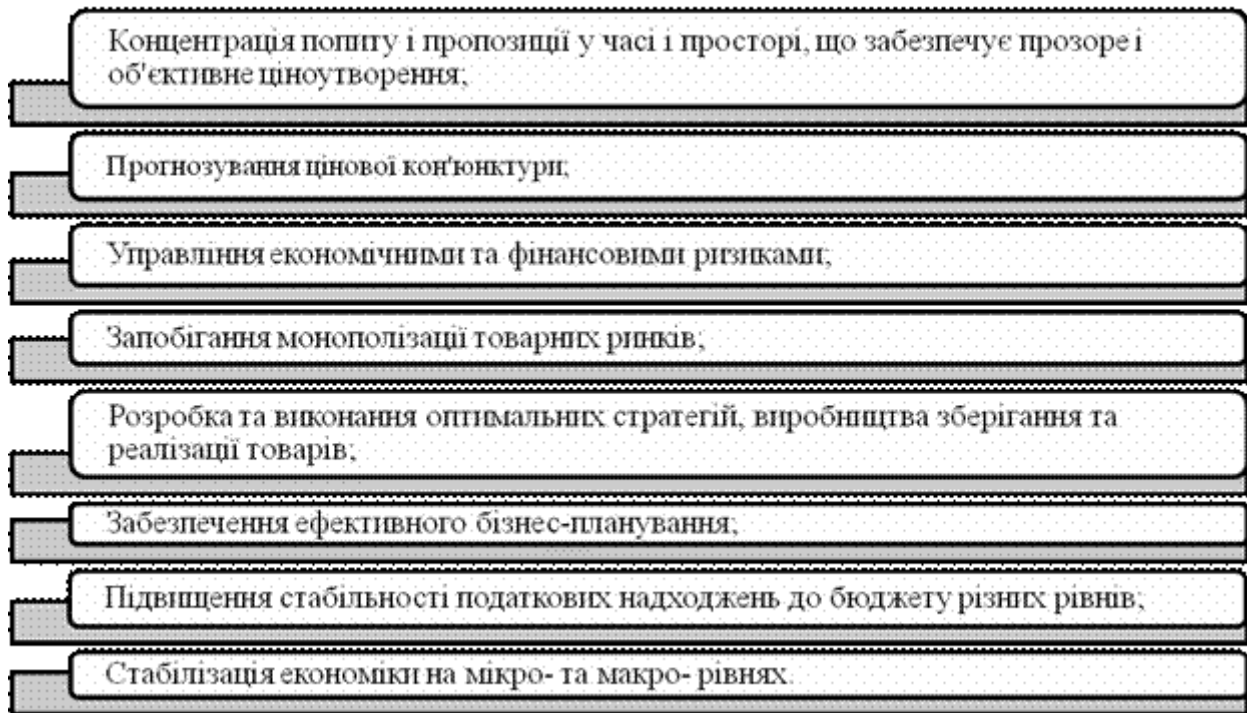 Концентрація попиту і пропозиції у часі і просторі, що забезпечує прозоре і
об'єктивне ціноутворення;
Прогнозування цінової кон'юнктури;
Управління економічними та фінансовими ризиками;
Запобігання монополізації товарних ринків;
Розробка та виконання оптимальних стратегій, виробництва зберігання та
реалізації товарів;
Забезпечення ефективного бізнес-планування;
Підвищення стабільності податкових надходжень до бюджету різних рівнів;
Стабілізація економіки на мікро- та макро- рівнях.